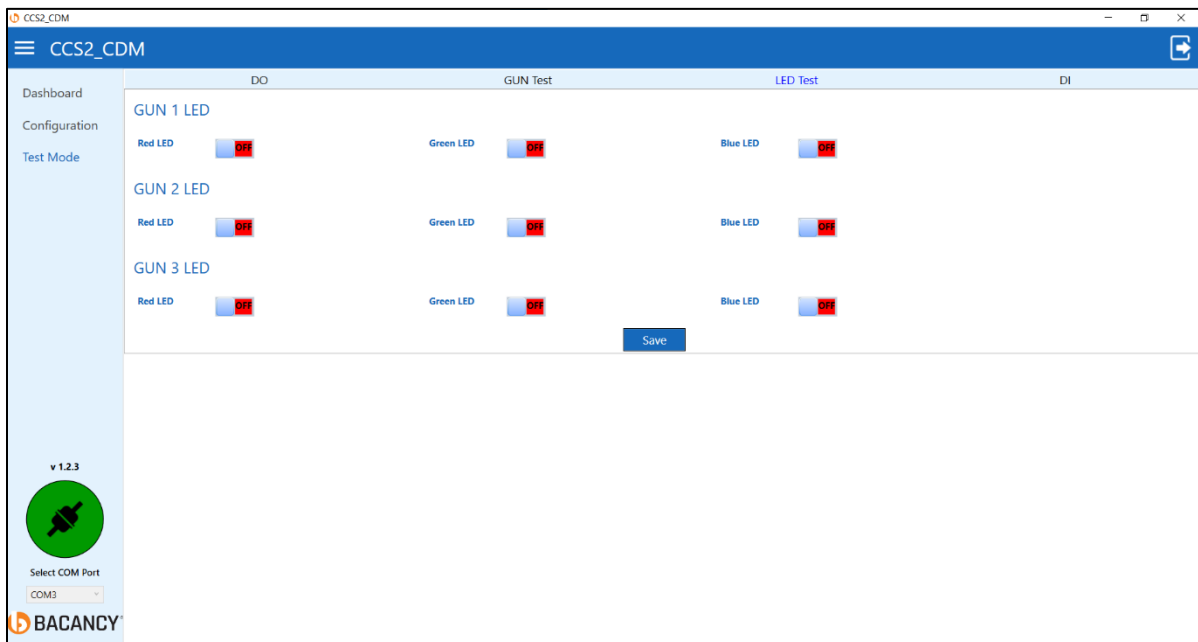 CCS2_CDM
CCS2_CDM
Dashboard
Configuration
Test Mode
DO GUN Test LED Test DI
GUN 1 LED
Red LED OFF Green LED OFF Blue LED OFF
GUN 2 LED
Red LED OFF Green LED OFF Blue LED OFF
GUN 3 LED
Red LED OFF Green LED OFF Blue LED OFF
Save
v 1.2.3
Select COM Port
COM3
BACANCY